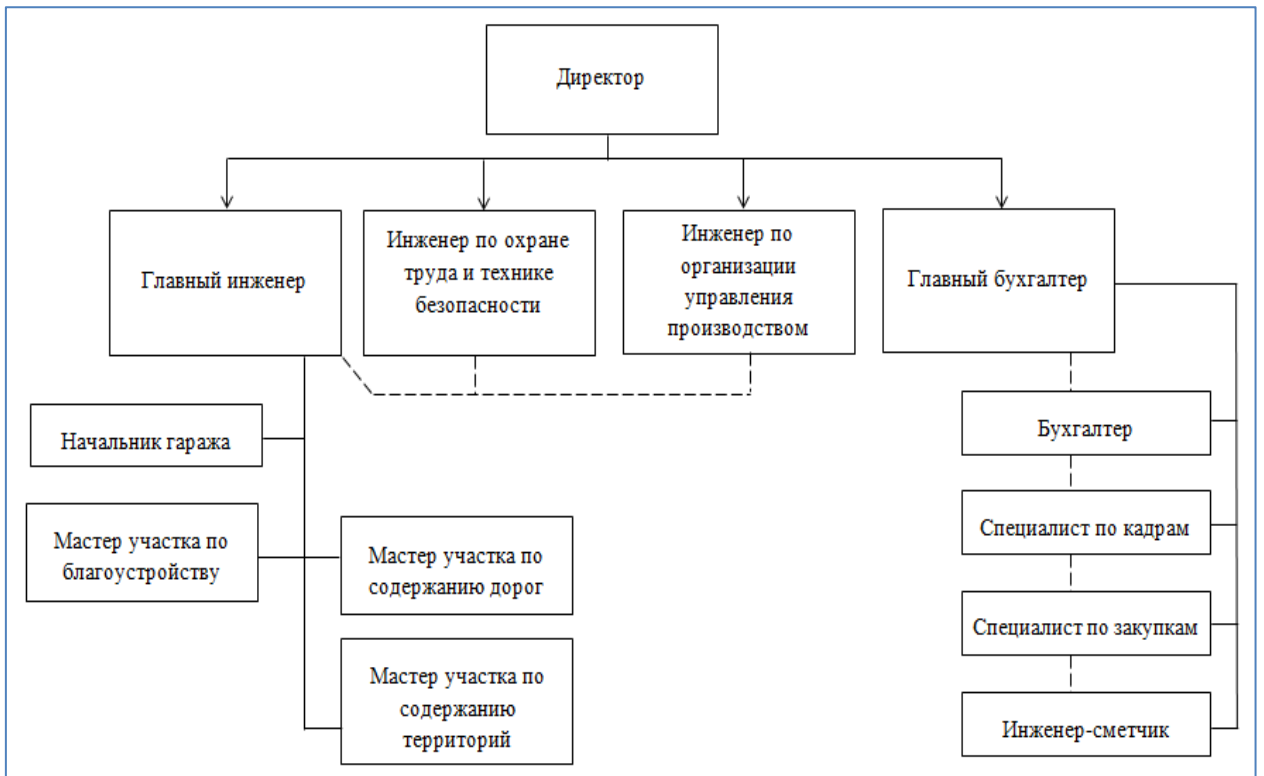 Директор
Главный инженер
Инженер по охране
труда и технике
безопасности
Инженер по
организации
управления
производством
Главный бухгалтер
Начальник гаража
Мастер участка по
благоустройству
Мастер участка по
содержанию дорог
Мастер участка по
содержанию
территорий
Бухгалтер
Специалист по кадрам
Специалист по закупкам
Инженер-сметчик